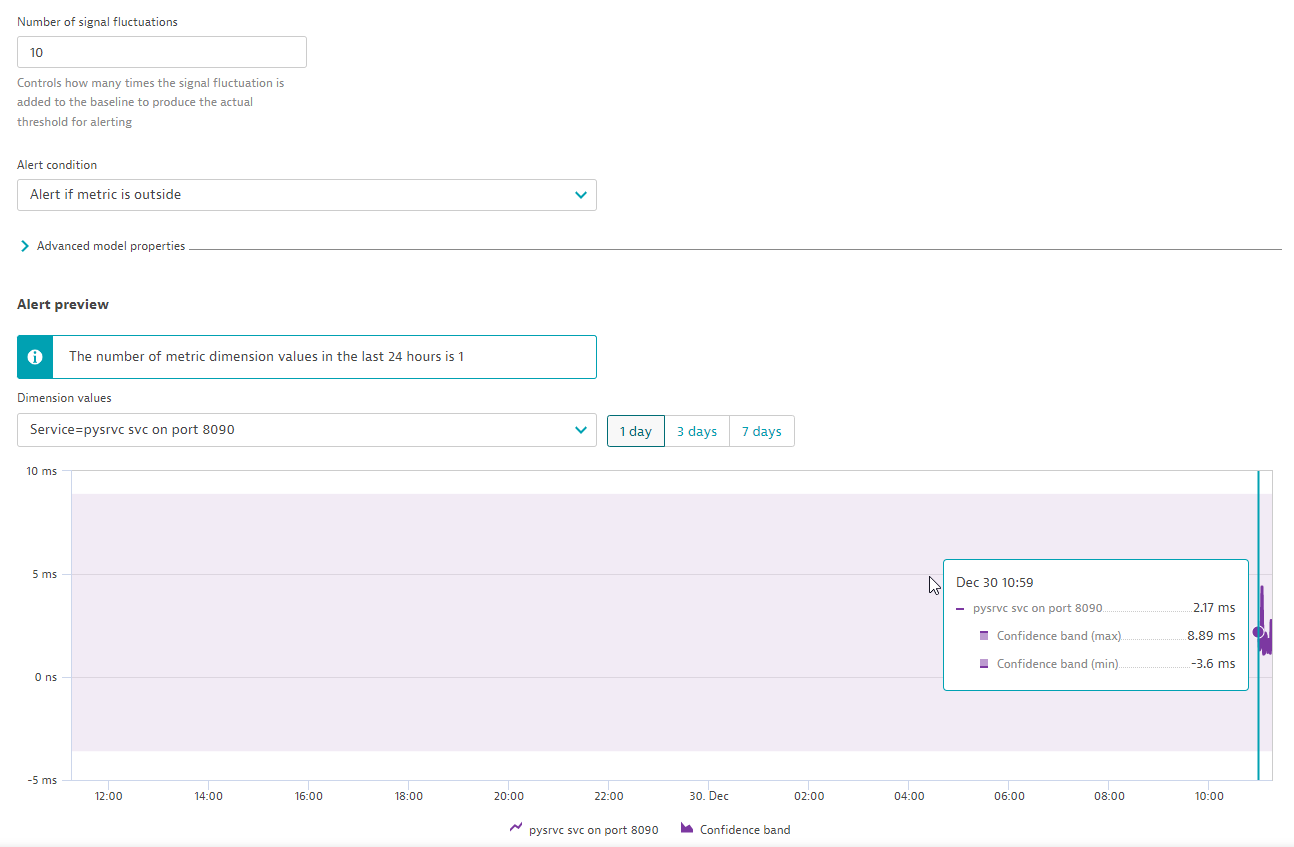 Number of signal fluctuations
10
Controls how many times the signal fluctuation is
added to the baseline to produce the actual
threshold for alerting
Alert condition
Alert if metric is outside
Advanced model properties
Alert preview
The number of metric dimension values in the last 24 hours is 1
Dimension values
Service=pysrvc svc on port 8090
1 day
3 days
7 days
10 ms
5 ms
0 ns
-5 ms
Dec 30 10:59
pysrvc svc on port 8090 2.17 ms
Confidence band (max) 8.89 ms
Confidence band (min) -3.6 ms
12:00
14:00
16:00
18:00
20:00
22:00
30. Dec
02:00
04:00
06:00
08:00
10:00
pysrvc svc on port 8090
Confidence band